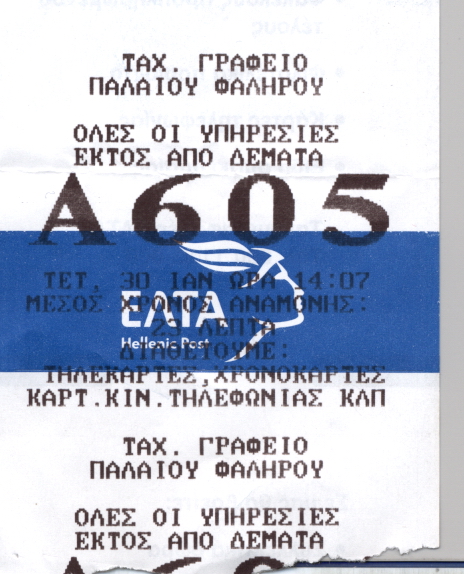 ΤΑΧ. ΓΡΑΦΕΙΟ
ΠΑΛΑΙΟΥ ΦΑΛΗΡΟΥ
ΟΛΕΣ ΟΙ ΥΠΗΡΕΣΙΕΣ
ΕΚΤΟΣ ΑΠΟ ΔΕΜΑΤΑ
Α605
ΤΕΤ, 30 ΙΑΝ ΩΡΑ 14:07
ΜΕΣΟΣ ΧΡΟΝΟΣ ΑΝΑΜΟΝΗΣ:
ΕΛΤΑ
23 ΛΕΠΤΑ
Hellenic Post
ΔΙΑΘΕΤΟΥΜΕ:
ΤΗΛΕΚΑΡΤΕΣ,ΧΡΟΝΟΚΑΡΤΕΣ
ΚΑΡΤ.ΚΙΝ.ΤΗΛΕΦΩΝΙΑΣ ΚΛΠ
ΤΑΧ. ΓΡΑΦΕΙΟ
ΠΑΛΑΙΟΥ ΦΑΛΗΡΟΥ
ΟΛΕΣ ΟΙ ΥΠΗΡΕΣΙΕΣ
ΕΚΤΟΣ ΑΠΟ ΔΕΜΑΤΑ